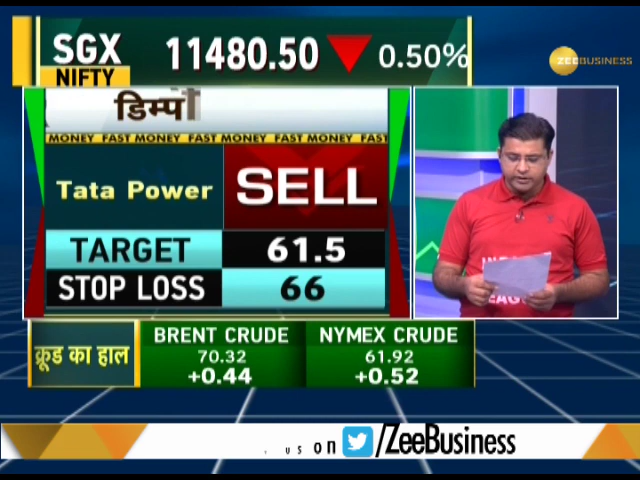 SGX
NIFTY
11480.50
0.50%
ZEEBUSINESS
MONEY FAST MONEY FAST MONEY FAST MONEY FAST
Tata Power
SELL
TARGET
61.5
STOP LOSS
66
क्रूड का हाल
BRENT CRUDE
70.32
+0.44
NYMEX CRUDE
61.92
+0.52
us on
/ZeeBusiness